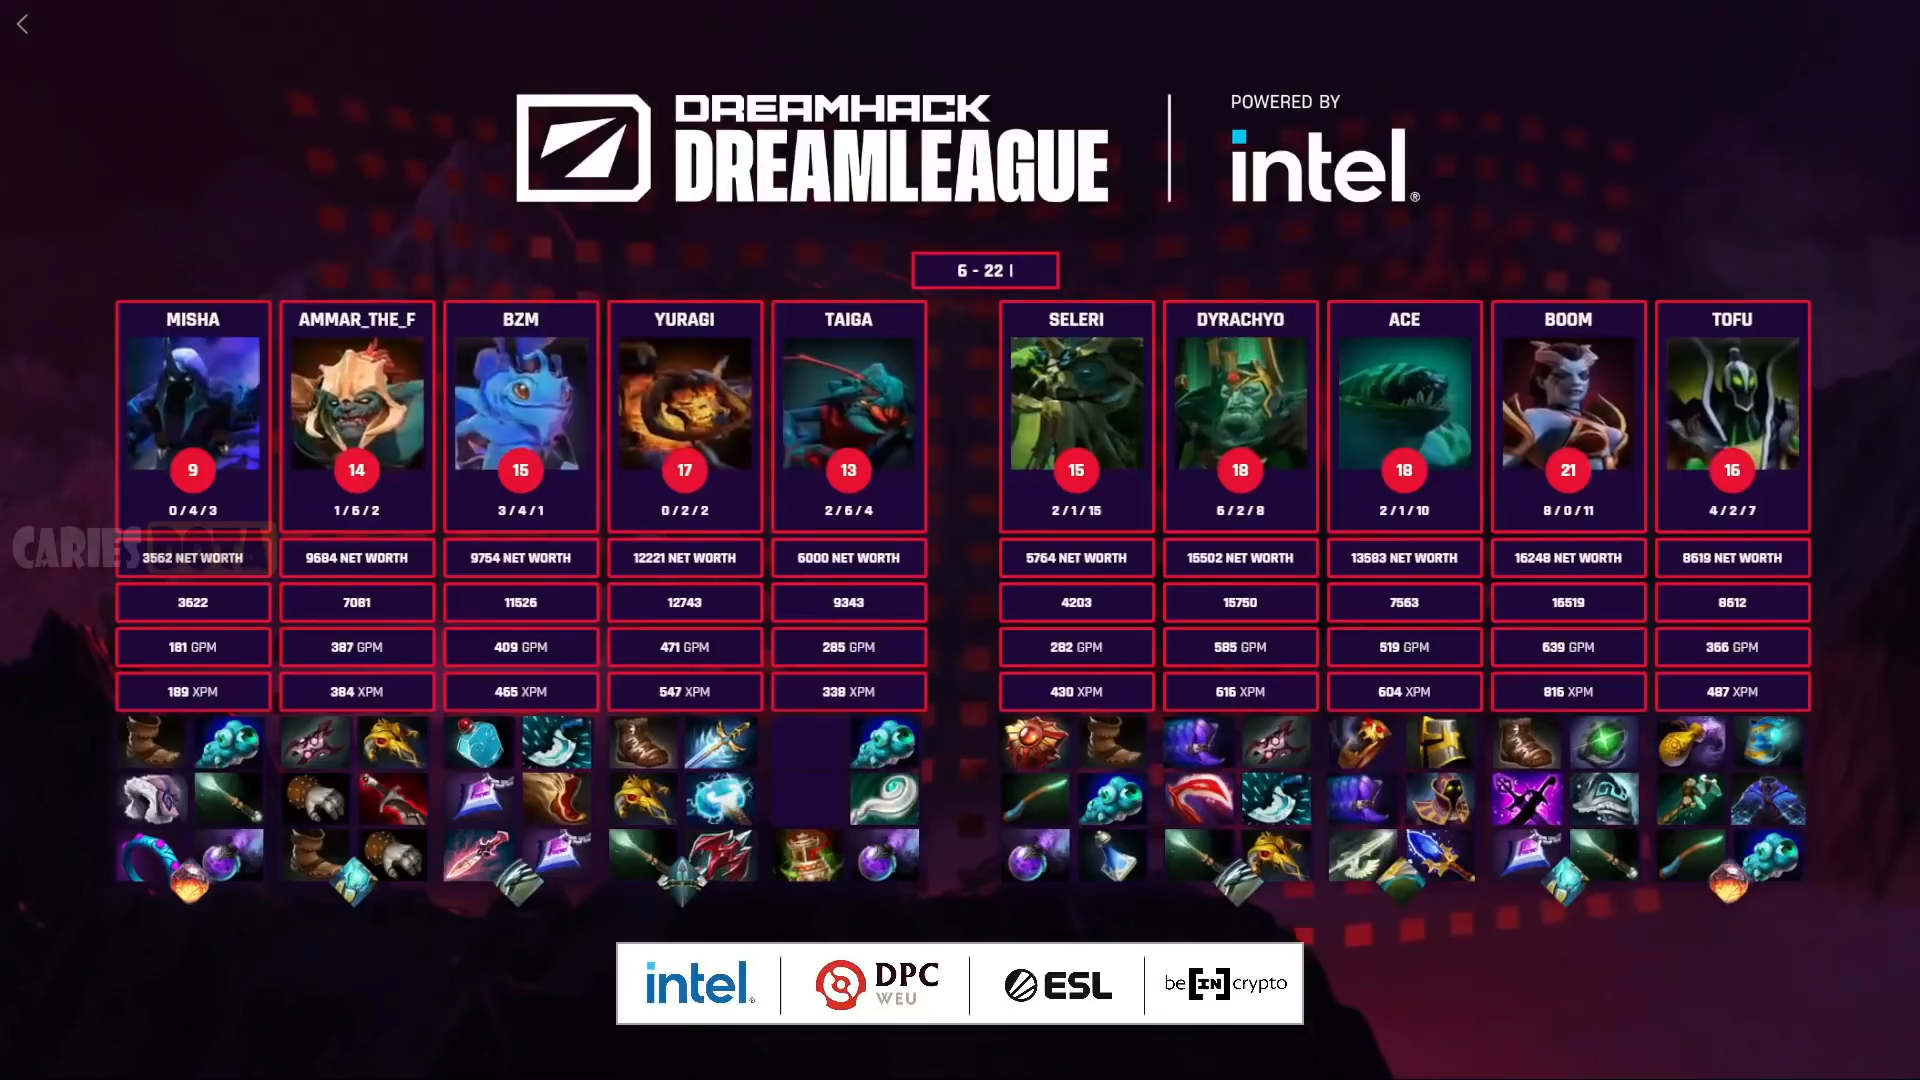 DREAMHACK
DREAMLEAGUE
POWERED BY
intel®
6 - 22 |
MISHA AMMAR_THE_F BZM YURAGI TAIGA SELERI DYRACHYO ACE BOOM TOFU
9 14 15 17 13 15 18 18 21 16
0/4/3 1/6/2 3/4/1 0/2/2 2/6/4 2/1/15 6/2/8 2/1/10 8/0/11 4/2/7
CARIES DOTA
3562 NET WORTH 9684 NET WORTH 9754 NET WORTH 12221 NET WORTH 6000 NET WORTH 5764 NET WORTH 15502 NET WORTH 13583 NET WORTH 16248 NET WORTH 8619 NET WORTH
3622 7081 11526 12743 9343 4203 15750 7563 16519 8612
181 GPM 387 GPM 409 GPM 471 GPM 285 GPM 282 GPM 585 GPM 519 GPM 639 GPM 366 GPM
189 XPM 384 XPM 465 XPM 547 XPM 338 XPM 430 XPM 616 XPM 604 XPM 816 XPM 487 XPM
intel. DPC WEU ESL be[IN]crypto